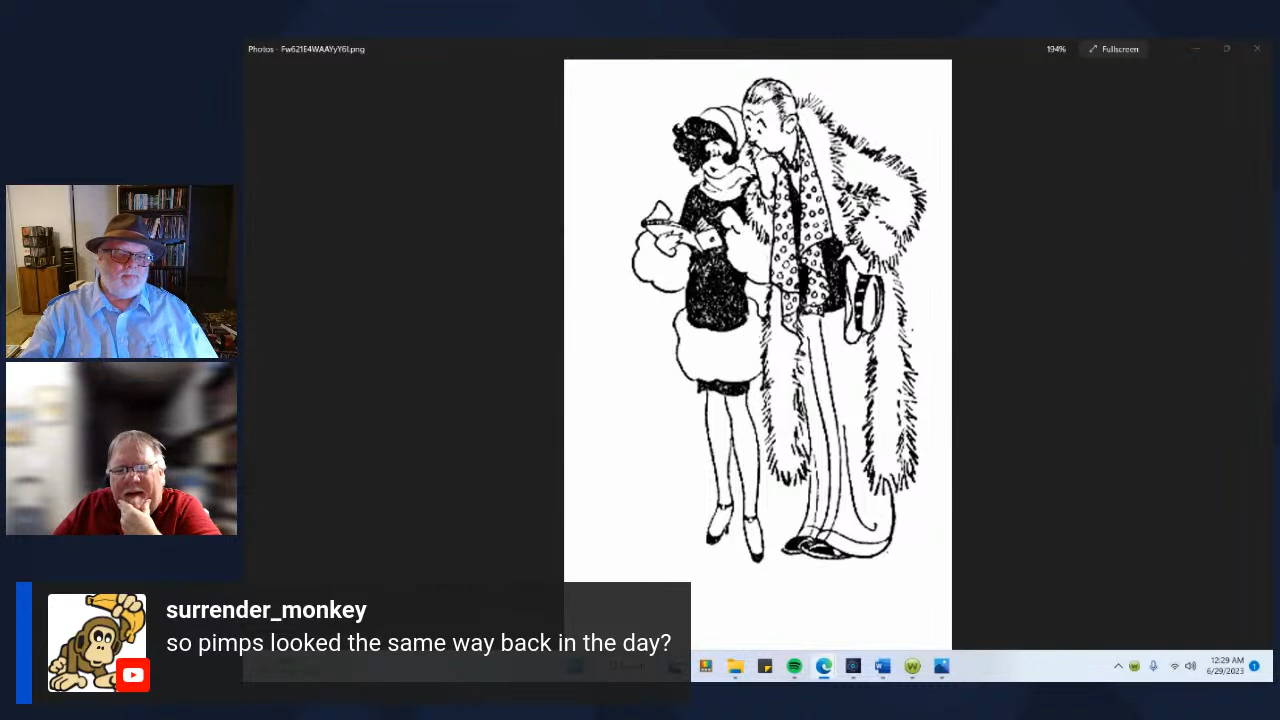 Photos - Fw621E4WAAYyY6l.png
194%
Fullscreen
surrender_monkey
so pimps looked the same way back in the day?
12:29 AM
6/29/2023